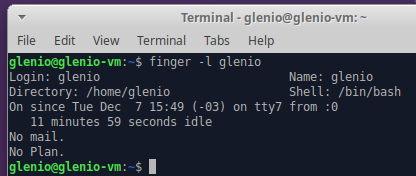 Terminal - glenio@glenio-vm: ~
File Edit View Terminal Tabs Help
glenio@glenio-vm:~$ finger -l glenio
Login: glenio                           Name: glenio
Directory: /home/glenio                 Shell: /bin/bash
On since Tue Dec  7 15:49 (-03) on tty7 from :0
   11 minutes 59 seconds idle
No mail.
No Plan.
glenio@glenio-vm:~$